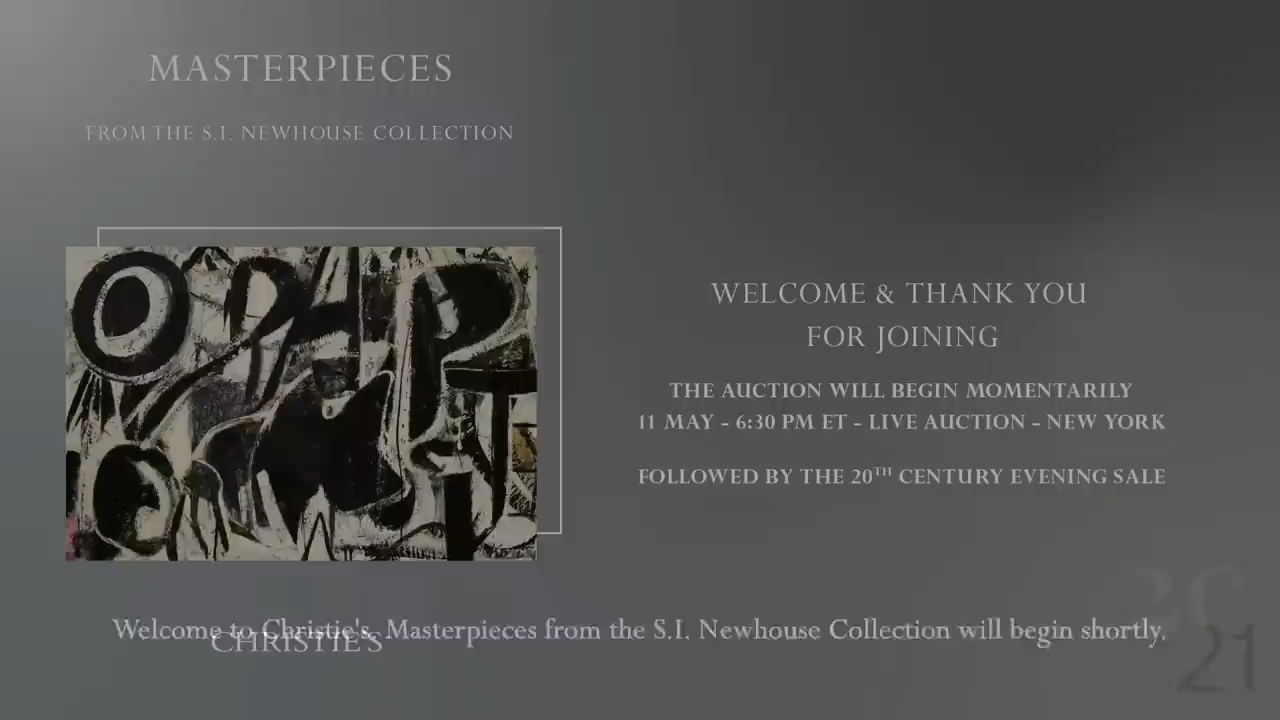 MASTERPIECES
FROM THE S.I. NEWHOUSE COLLECTION
WELCOME & THANK YOU
FOR JOINING
THE AUCTION WILL BEGIN MOMENTARILY
11 MAY - 6:30 PM ET - LIVE AUCTION - NEW YORK
FOLLOWED BY THE 20TH CENTURY EVENING SALE
Welcome to Christie's. Masterpieces from the S.I. Newhouse Collection will begin shortly.
CHRISTIE'S
20
21